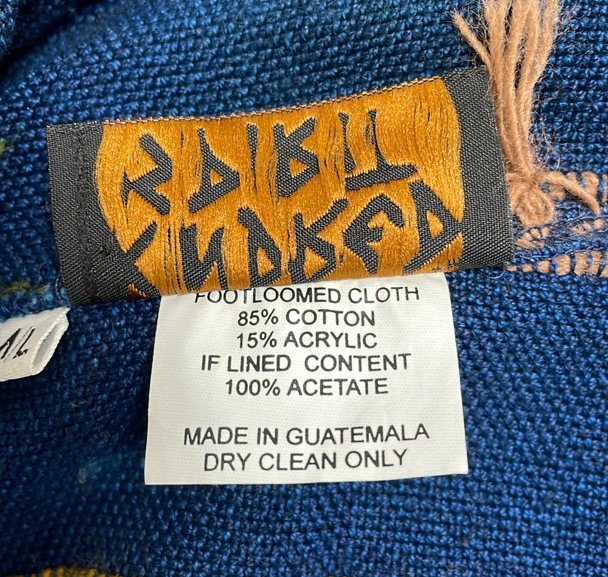 FOOTLOOMED CLOTH
85% COTTON
15% ACRYLIC
IF LINED CONTENT
100% ACETATE
MADE IN GUATEMALA
DRY CLEAN ONLY